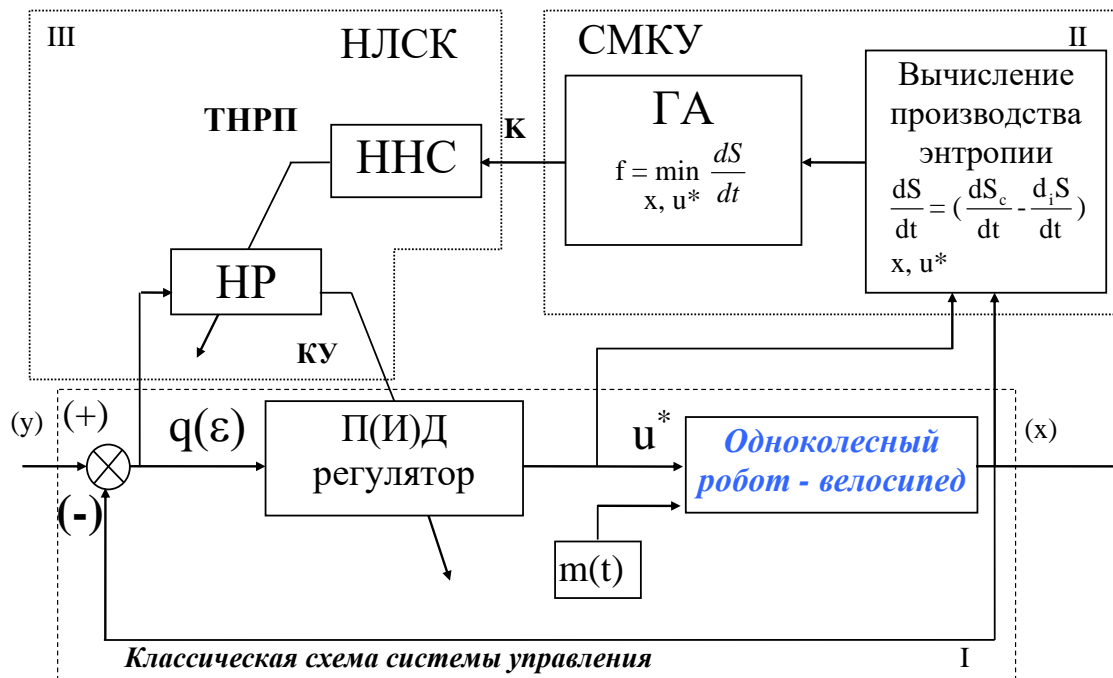 III
НЛСК
СМКУ
II
ТНРП
ННС
К
ГА
f = min dS/dt
x, u*
Вычисление
производства
энтропии
dS/dt = (dS_c/dt - d_iS/dt)
x, u*
НР
КУ
(y)
(+)
(-)
q(ε)
П(И)Д
регулятор
u*
Одноколесный
робот - велосипед
(x)
m(t)
Классическая схема системы управления
I